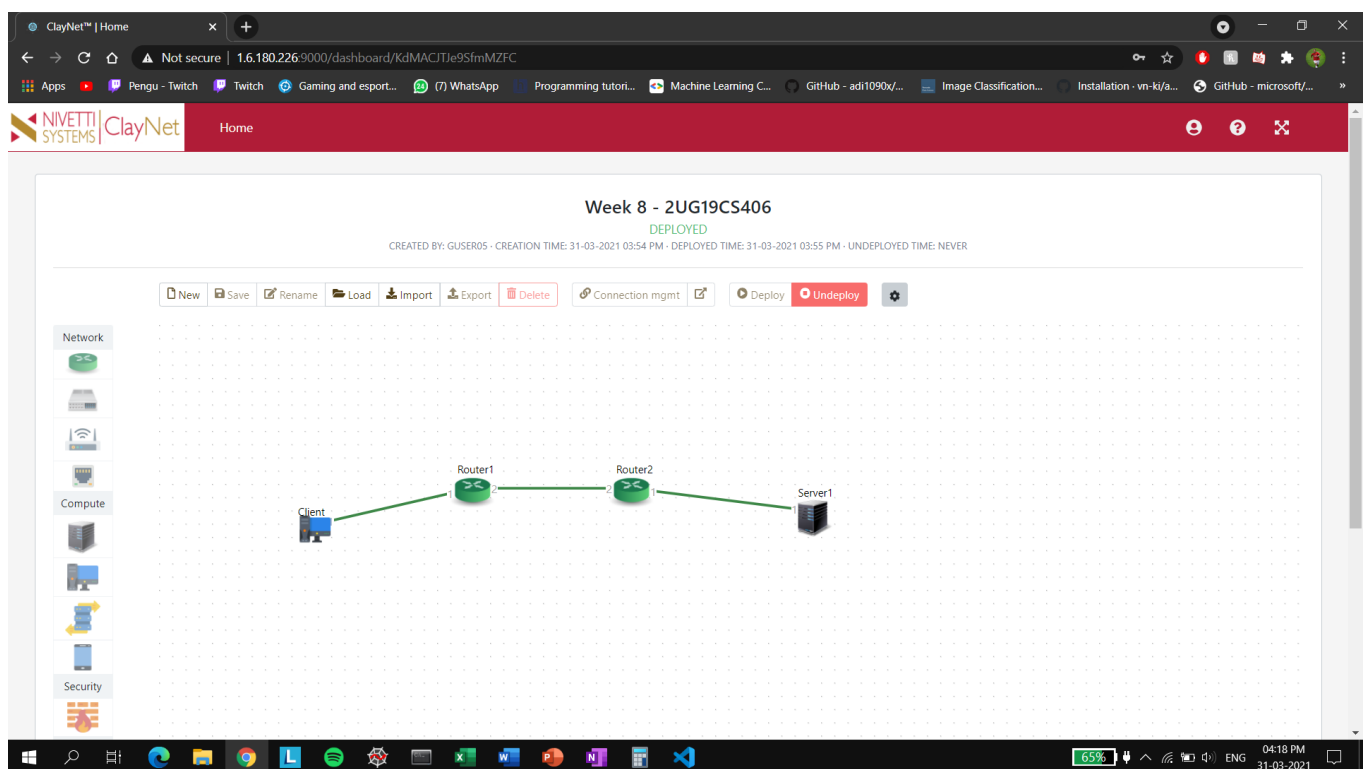 ClayNet™ | Home
Not secure | 1.6.180.226:9000/dashboard/KdMACJTJe9SfmMZFC
Apps Pengu - Twitch Twitch Gaming and esport... (7) WhatsApp Programming tutori... Machine Learning C... GitHub - adi1090x/... Image Classification... Installation · vn-ki/a... GitHub - microsoft/... »
NIVETTI SYSTEMS ClayNet Home
Week 8 - 2UG19CS406
DEPLOYED
CREATED BY: GUSER05 - CREATION TIME: 31-03-2021 03:54 PM - DEPLOYED TIME: 31-03-2021 03:55 PM - UNDEPLOYED TIME: NEVER
New Save Rename Load Import Export Delete Connection mgmt Deploy Undeploy
Network
Router1 Router2
1 2 2 1
Server1
1
Compute
Client
Security
65% ENG 04:18 PM
31-03-2021